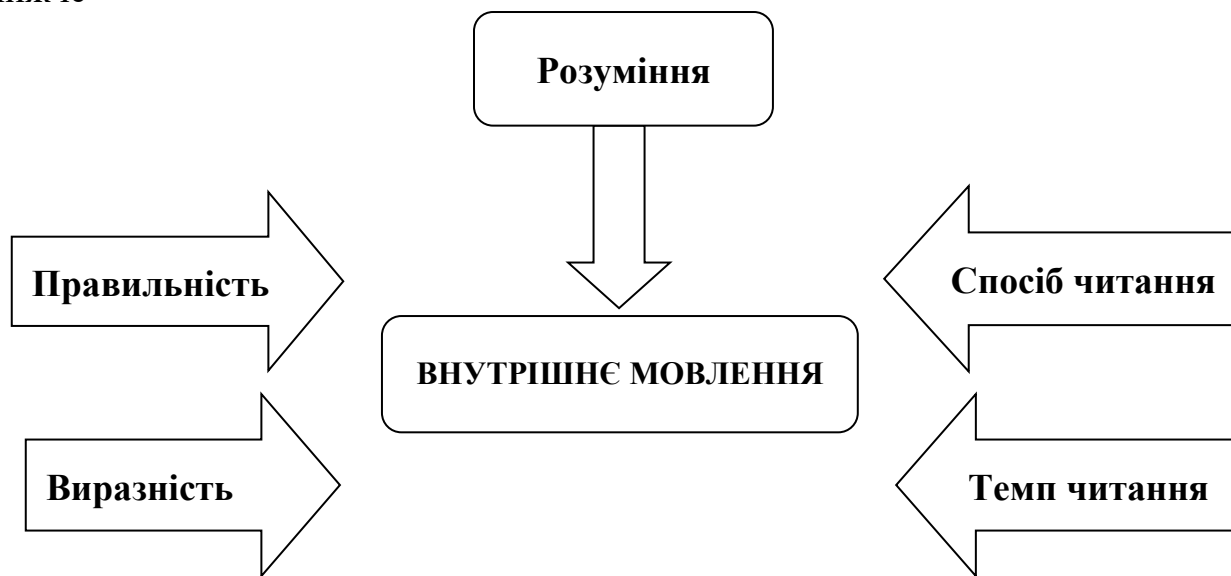 Розуміння
Правильність
Спосіб читання
ВНУТРІШНЄ МОВЛЕННЯ
Виразність
Темп читання